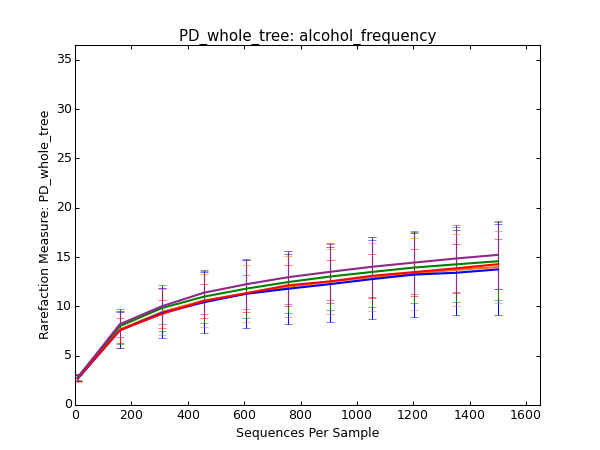 PD_whole_tree: alcohol_frequency
Rarefaction Measure: PD_whole_tree
35
30
25
20
15
10
5
0
0 200 400 600 800 1000 1200 1400 1600
Sequences Per Sample